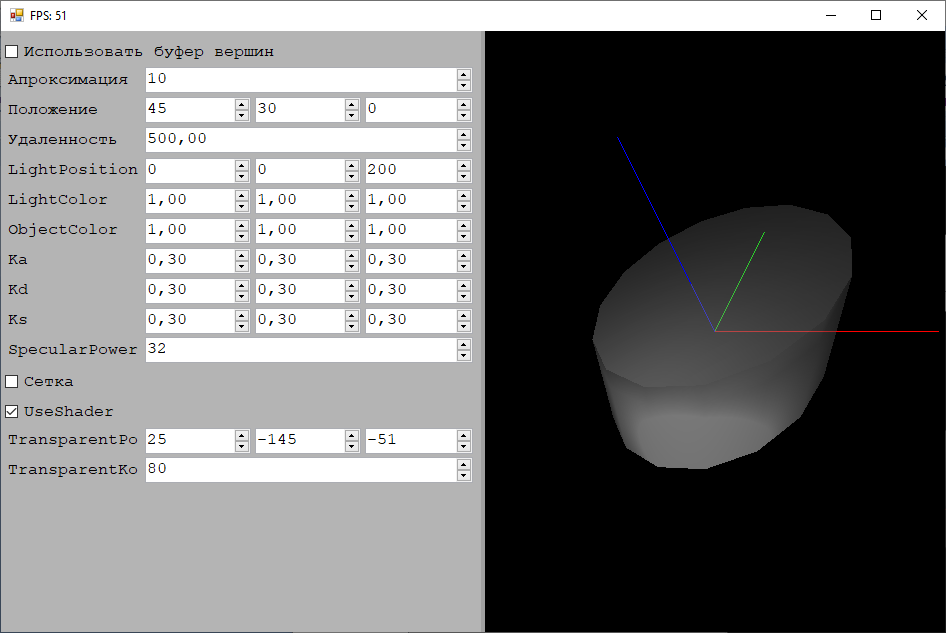 FPS: 51
Использовать буфер вершин
Апроксимация 10
Положение 45 30 0
Удаленность 500,00
LightPosition 0 0 200
LightColor 1,00 1,00 1,00
ObjectColor 1,00 1,00 1,00
Ka 0,30 0,30 0,30
Kd 0,30 0,30 0,30
Ks 0,30 0,30 0,30
SpecularPower 32
Сетка
UseShader
TransparentPo 25 -145 -51
TransparentKo 80